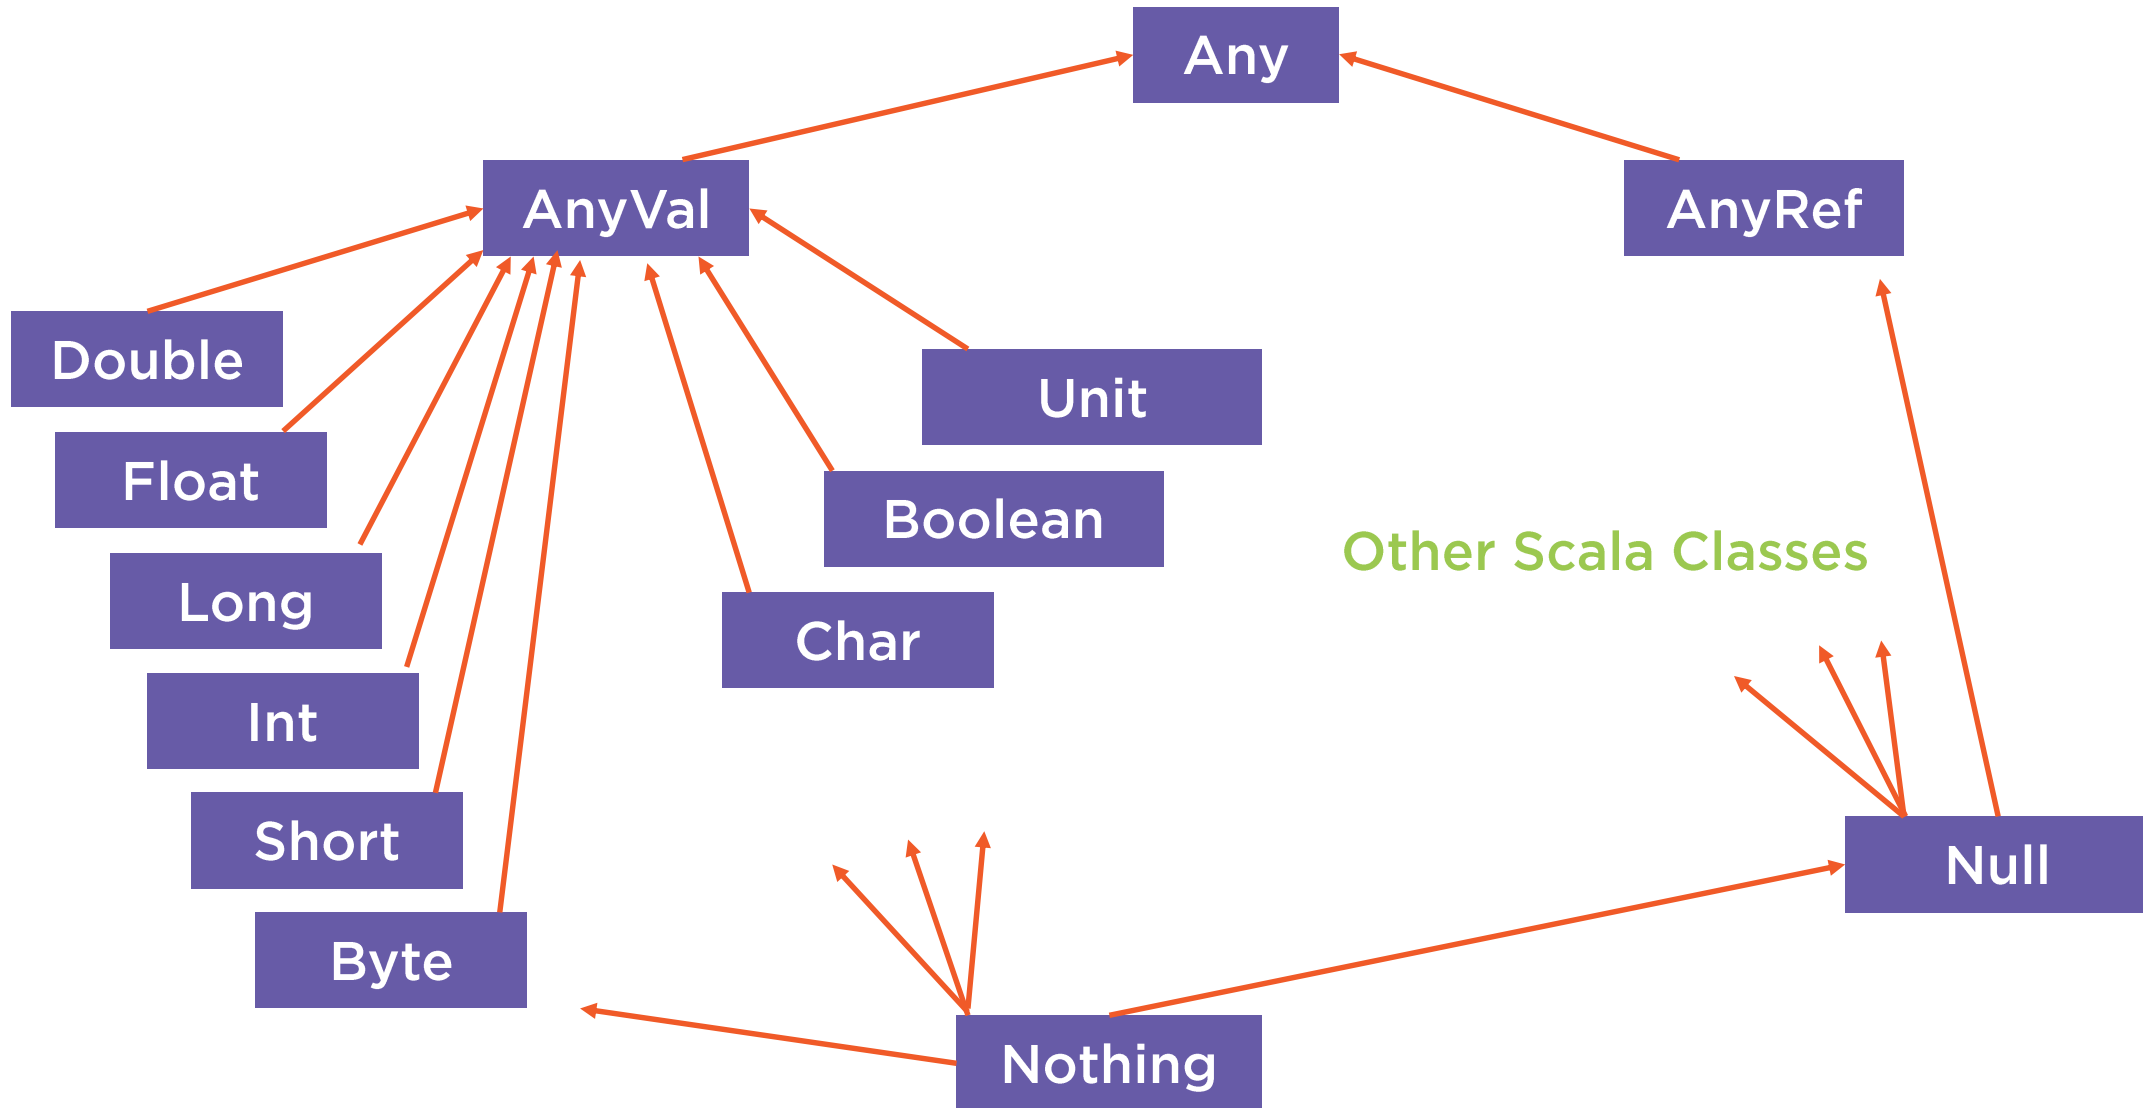 Any
AnyVal
AnyRef
Double
Unit
Float
Boolean
Other Scala Classes
Long
Char
Int
Short
Null
Byte
Nothing